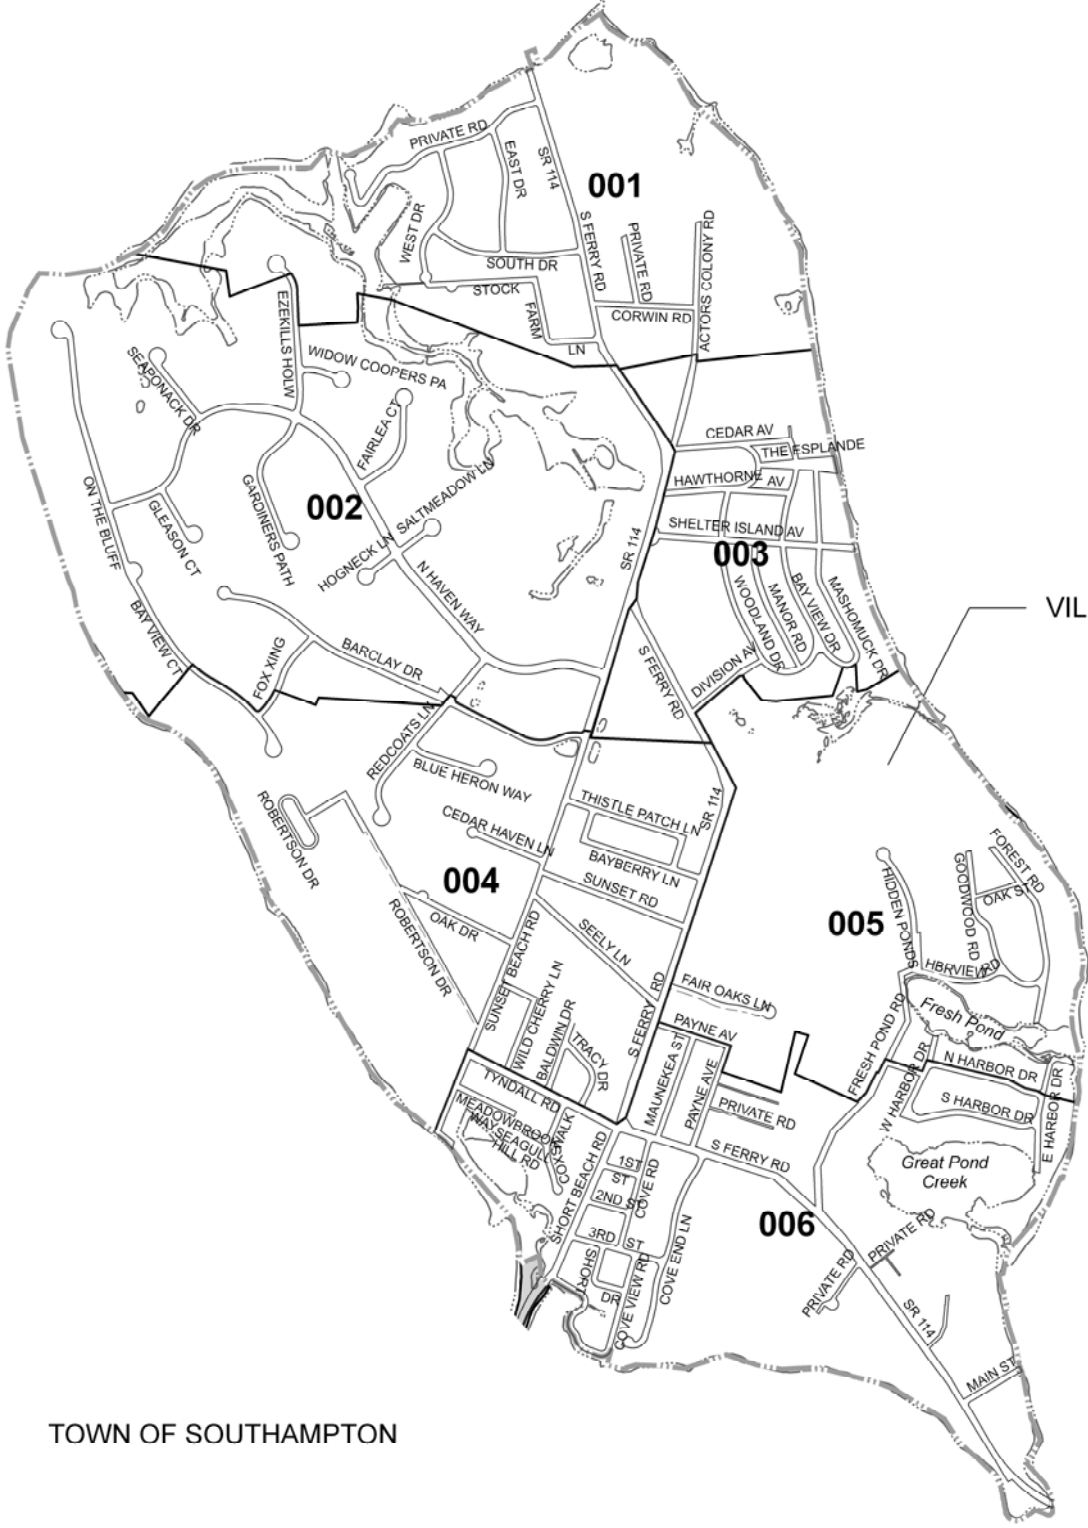 PRIVATE RD
EAST DR
SR 114
001
WEST DR
S FERRY RD
PRIVATE RD
ACTORS COLONY RD
SOUTH DR
STOCK
FARM
LN
CORWIN RD
EZEKILLS HOLW
WIDOW COOPERS PA
SEAPONACK DR
FAIRLEA CT
CEDAR AV
THE ESPLANDE
HAWTHORNE AV
ON THE BLUFF
GLEASON CT
GARDINERS PATH
002
SALTMEADOW LN
HOGNECK LN
SR 114
SHELTER ISLAND AV
003
N HAVEN WAY
WOODLAND DR
MANOR RD
BAY VIEW DR
MASHOMUCK DR
VIL
BAY VIEW CT
FOX XING
BARCLAY DR
S FERRY RD
DIVISION AV
REDCOATS LN
BLUE HERON WAY
THISTLE PATCH LN
SR 114
ROBERTSON DR
CEDAR HAVEN LN
BAYBERRY LN
004
SUNSET RD
HIDDEN PONDS
GOODWOOD RD
FOREST RD
OAK ST
005
ROBERTSON DR
OAK DR
SUNSET BEACH RD
SEELY LN
HBRVIEW RD
WILD CHERRY LN
BALDWIN DR
TRACY DR
S FERRY RD
FAIR OAKS LN
PAYNE AV
FRESH POND RD
Fresh Pond
MAUNEKEA ST
PAYNE AVE
PRIVATE RD
W HARBOR DR
N HARBOR DR
S HARBOR DR
E HARBOR DR
TYNDALL RD
MEADOWBROOK
WAY
SEAGULL
HILL RD
COXSWALK
SHORT BEACH RD
1ST
ST
2ND ST
3RD ST
COVE RD
S FERRY RD
Great Pond
Creek
006
SHORT
DR
COVE VIEW RD
COVE END LN
PRIVATE RD
PRIVATE RD
SR 114
MAIN ST
TOWN OF SOUTHAMPTON